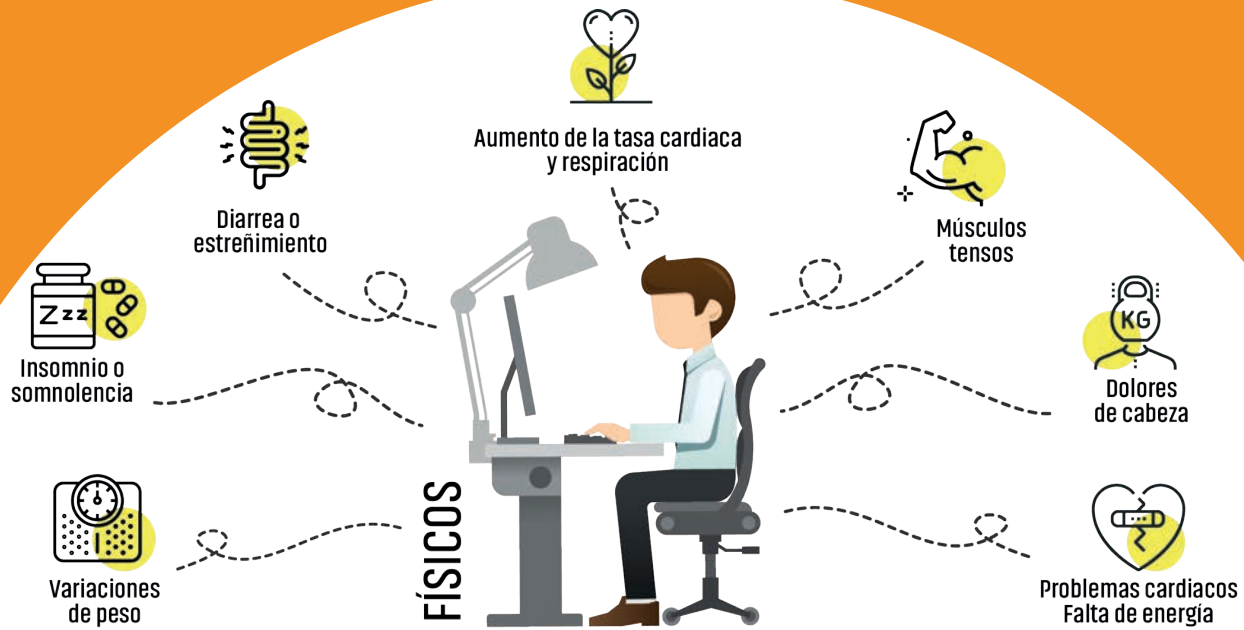 Aumento de la tasa cardiaca
y respiración
Diarrea o
estreñimiento
Músculos
tensos
Zzz
Insomnio o
somnolencia
KG
Dolores
de cabeza
FÍSICOS
Variaciones
de peso
Problemas cardiacos
Falta de energía